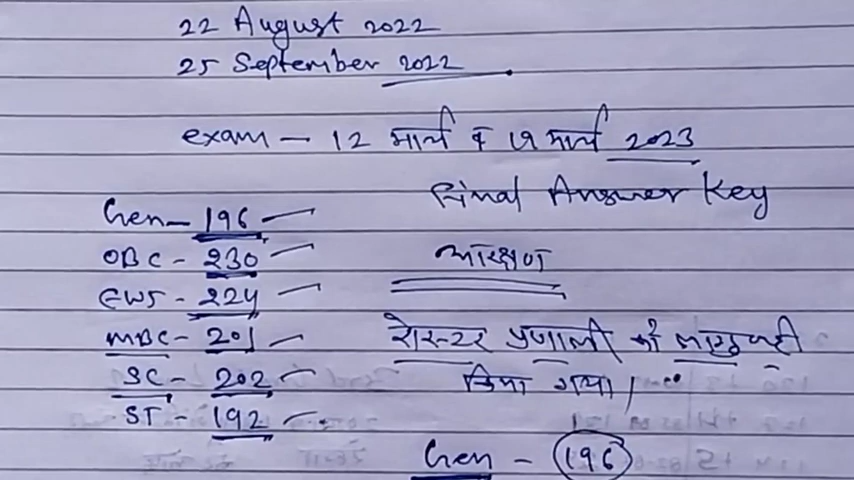 22 August 2022
25 September 2022
exam - 12 मार्च व 19 मार्च 2023
Final Answer Key
Gen - 196
OBC - 230
आरक्षण
EWS - 224
MBC - 201
रोस्टर प्रणाली को लागू नही
SC - 202
किया गया।
ST - 192
Gen - 196